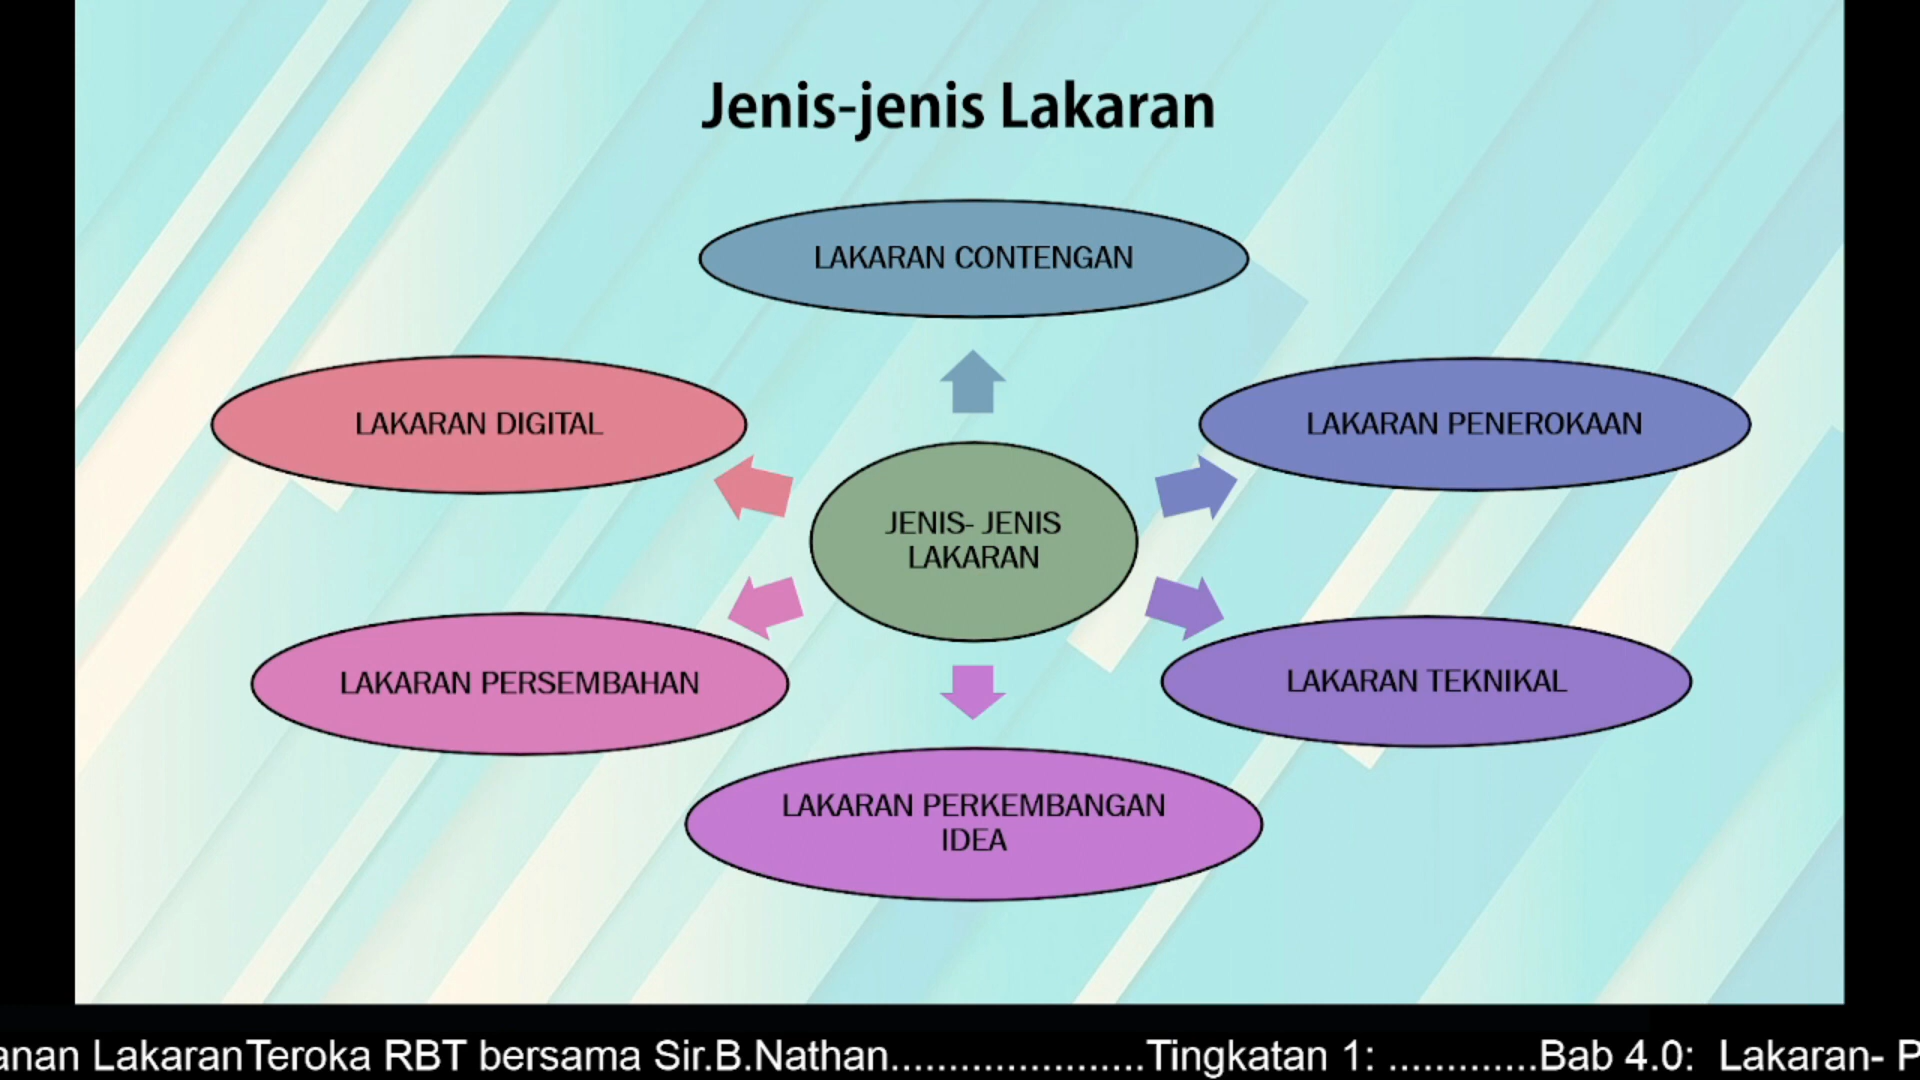 Jenis-jenis Lakaran
LAKARAN CONTENGAN
LAKARAN DIGITAL
LAKARAN PENEROKAAN
JENIS- JENIS
LAKARAN
LAKARAN PERSEMBAHAN
LAKARAN TEKNIKAL
LAKARAN PERKEMBANGAN
IDEA
LakaranTeroka RBT bersama Sir.B.Nathan......................Tingkatan 1: .............Bab 4.0: Lakaran-